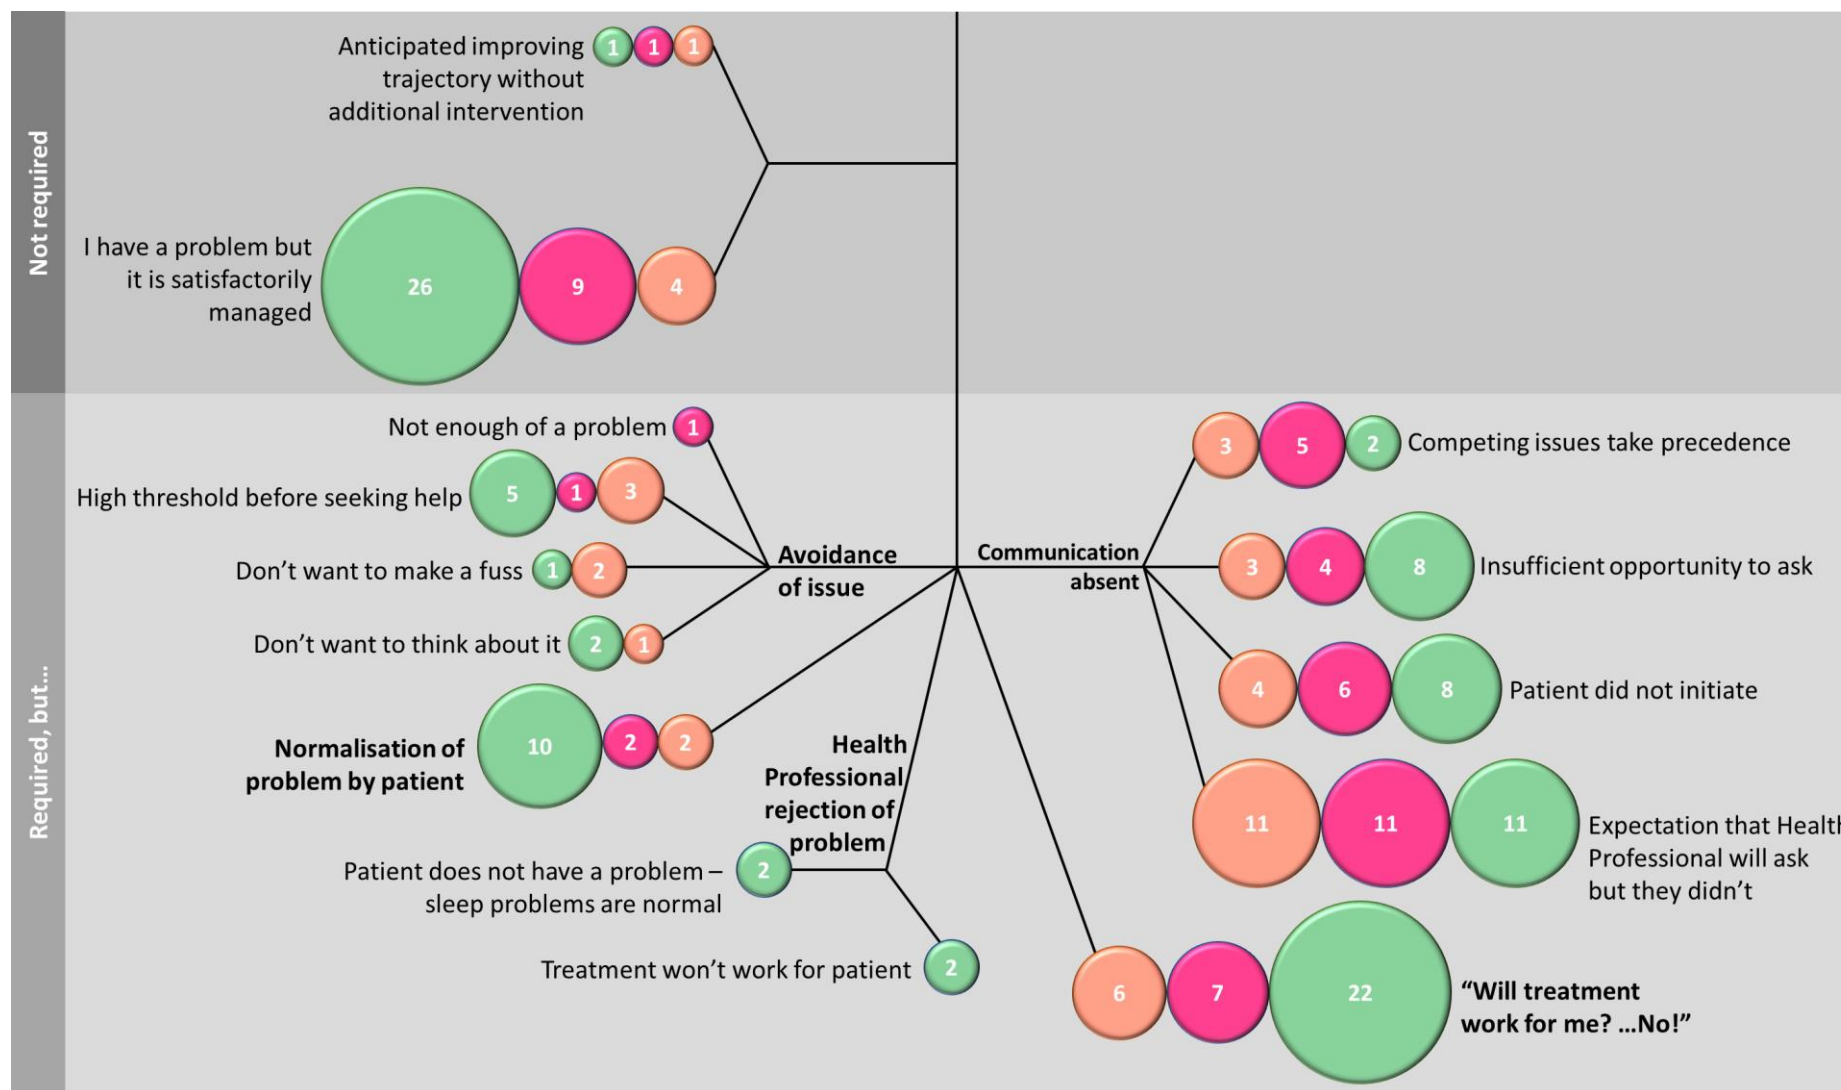 Not required
Anticipated improving
trajectory without
additional intervention
1 1 1
I have a problem but
it is satisfactorily
managed
26 9 4
Required, but...
Not enough of a problem 1
High threshold before seeking help 5 1 3
Don’t want to make a fuss 1 2
Don’t want to think about it 2 1
Avoidance
of issue
Normalisation of
problem by patient
10 2 2
Health
Professional
rejection of
problem
Patient does not have a problem –
sleep problems are normal
2
Treatment won’t work for patient 2
Communication
absent
3 5 2 Competing issues take precedence
3 4 8 Insufficient opportunity to ask
4 6 8 Patient did not initiate
11 11 11
Expectation that Health
Professional will ask
but they didn’t
6 7 22
“Will treatment
work for me? ...No!”